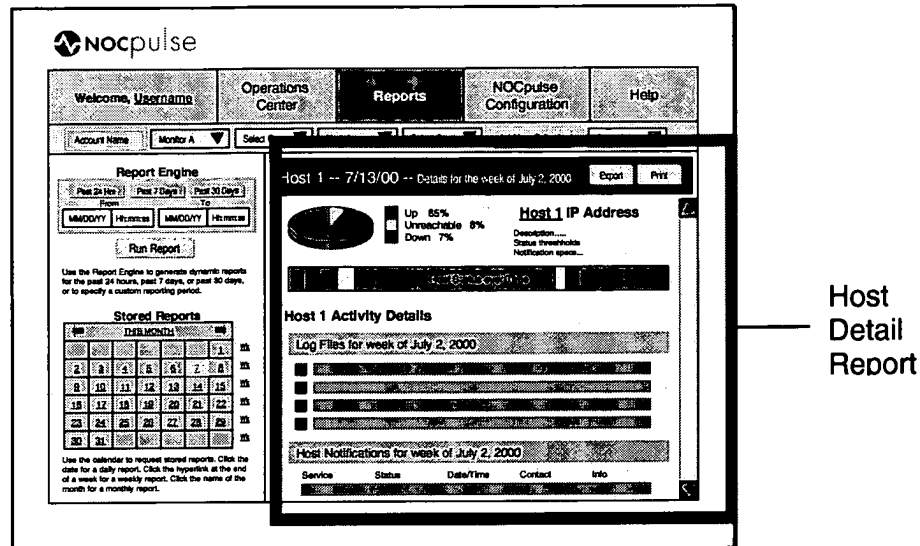 NOCpulse
Welcome, Username
Operations Center
Reports
NOCpulse Configuration
Help
Account Name
Monitor A
Select
Report Engine
Past 24 Hrs
Past 7 Days
Past 30 Days
From
To
MM/DD/YY
Hh:mm:ss
MM/DD/YY
Hh:mm:ss
Run Report
Use the Report Engine to generate dynamic reports
for the past 24 hours, past 7 days, or past 30 days,
or to specify a custom reporting period.
Stored Reports
THIS MONTH
1 Wk
2 3 4 5 6 7 8 Wk
9 10 11 12 13 14 15 Wk
16 17 18 19 20 21 22 Wk
23 24 25 26 27 28 29 Wk
30 31 Wk
Use the calendar to request stored reports. Click the
date for a daily report. Click the hyperlink at the end
of a week for a weekly report. Click the name of the
month for a monthly report.
Host 1 -- 7/13/00 -- Details for the week of July 2, 2000
Export
Print
Up 85%
Unreachable 8%
Down 7%
Host 1 IP Address
Description.....
Status threshholds
Notification specs....
Host 1 Activity Details
Log Files for week of July 2, 2000
Host Notifications for week of July 2, 2000
Service Status Date/Time Contact Info
Host
Detail
Report